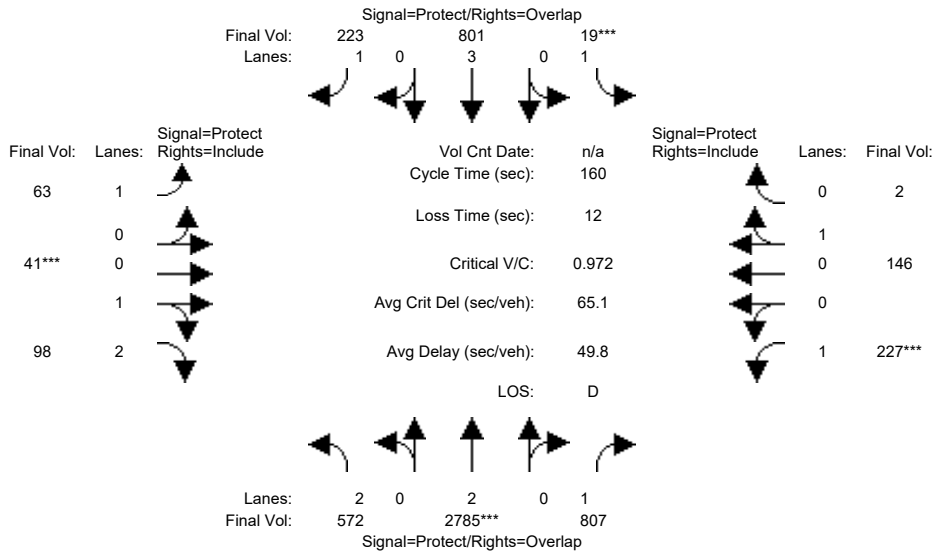 Signal=Protect/Rights=Overlap
Final Vol: 223 801 19***
Lanes: 1 0 3 0 1
Signal=Protect
Final Vol: Lanes: Rights=Include
Vol Cnt Date: n/a
Signal=Protect
Rights=Include Lanes: Final Vol:
Cycle Time (sec): 160
63 1
0 2
Loss Time (sec): 12
0
1
41*** 0
Critical V/C: 0.972
0 146
1
Avg Crit Del (sec/veh): 65.1
0
98 2
Avg Delay (sec/veh): 49.8
1 227***
LOS: D
Lanes: 2 0 2 0 1
Final Vol: 572 2785*** 807
Signal=Protect/Rights=Overlap